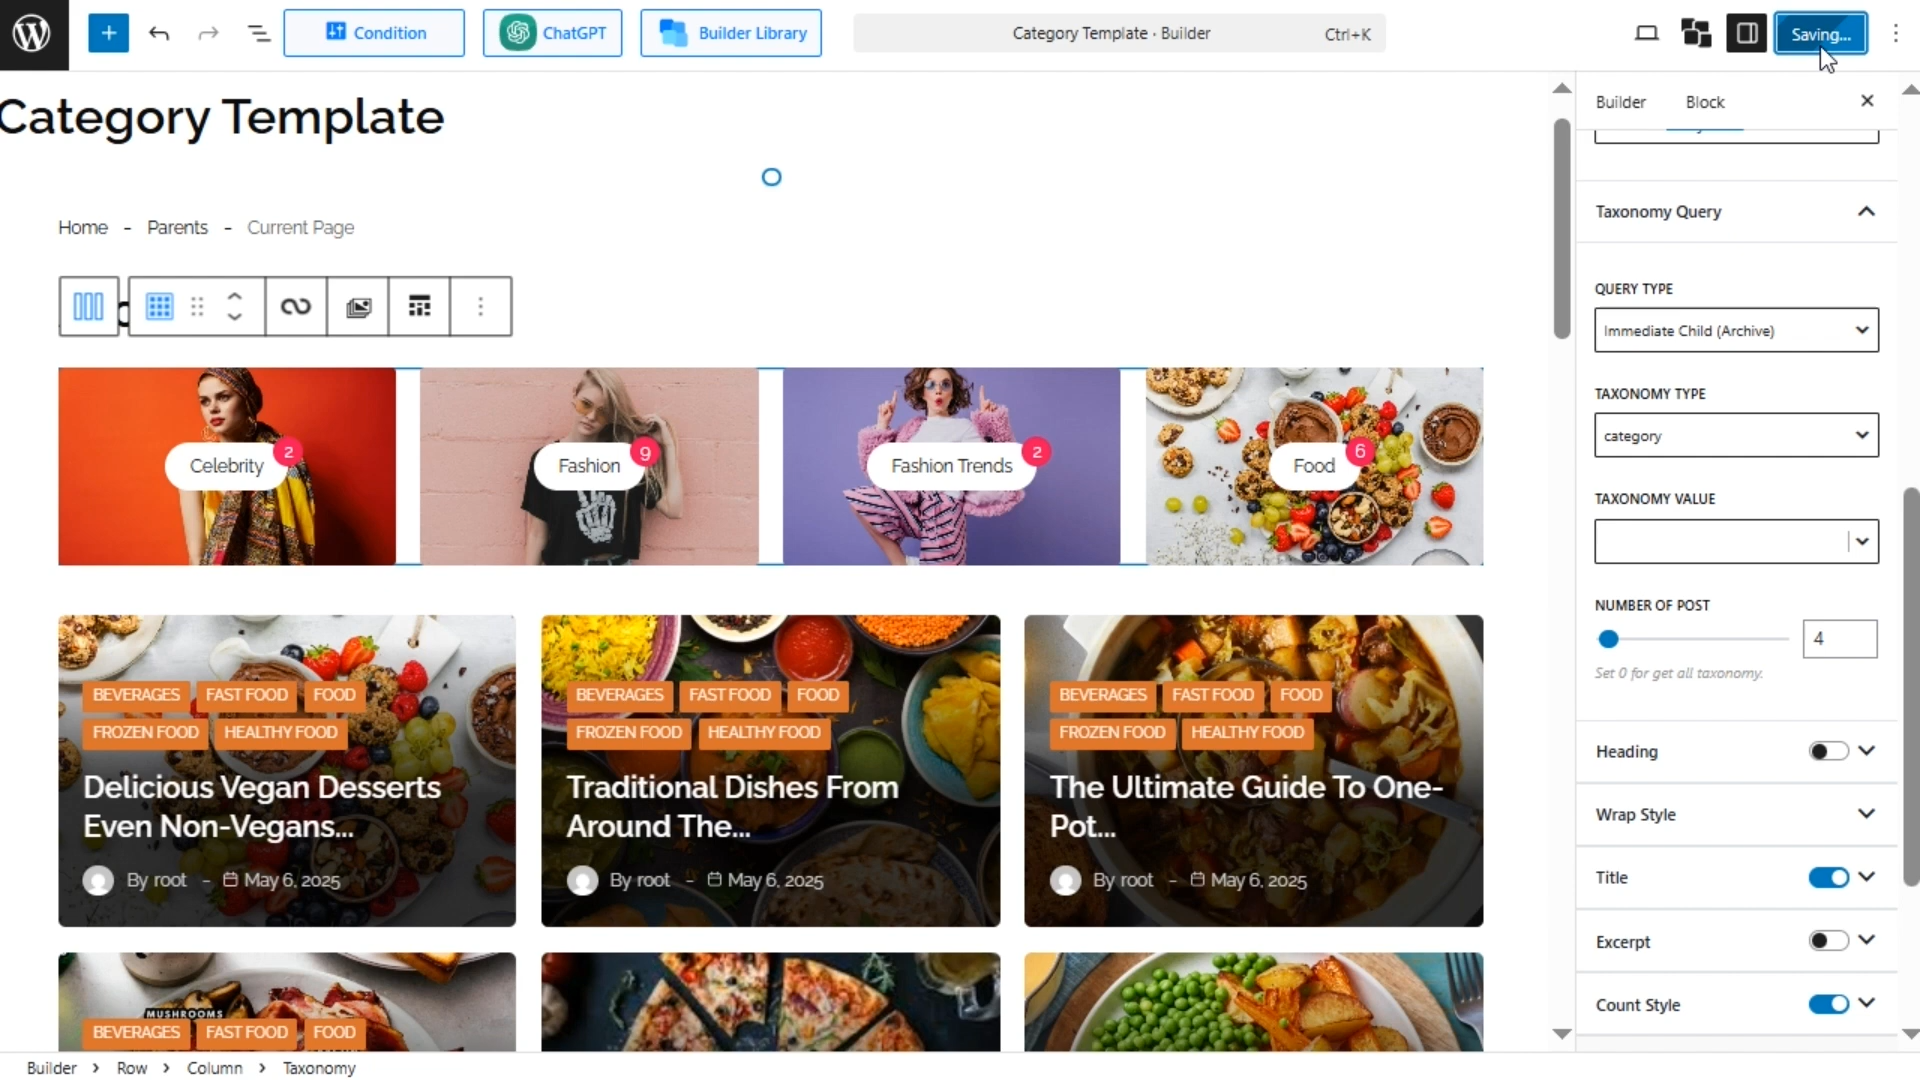 Condition
ChatGPT
Builder Library
Category Template · Builder
Ctrl+K
Saving...
Category Template
Home - Parents - Current Page
Celebrity 2
Fashion 9
Fashion Trends 2
Food 6
BEVERAGES FAST FOOD FOOD
FROZEN FOOD HEALTHY FOOD
Delicious Vegan Desserts
Even Non-Vegans...
By root - May 6, 2025
BEVERAGES FAST FOOD FOOD
FROZEN FOOD HEALTHY FOOD
Traditional Dishes From
Around The...
By root - May 6, 2025
BEVERAGES FAST FOOD FOOD
FROZEN FOOD HEALTHY FOOD
The Ultimate Guide To One-
Pot...
By root - May 6, 2025
MUSHROOMS
BEVERAGES FAST FOOD FOOD
Builder Block
Taxonomy Query
QUERY TYPE
Immediate Child (Archive)
TAXONOMY TYPE
category
TAXONOMY VALUE
NUMBER OF POST
4
Set 0 for get all taxonomy.
Heading
Wrap Style
Title
Excerpt
Count Style
Builder > Row > Column > Taxonomy